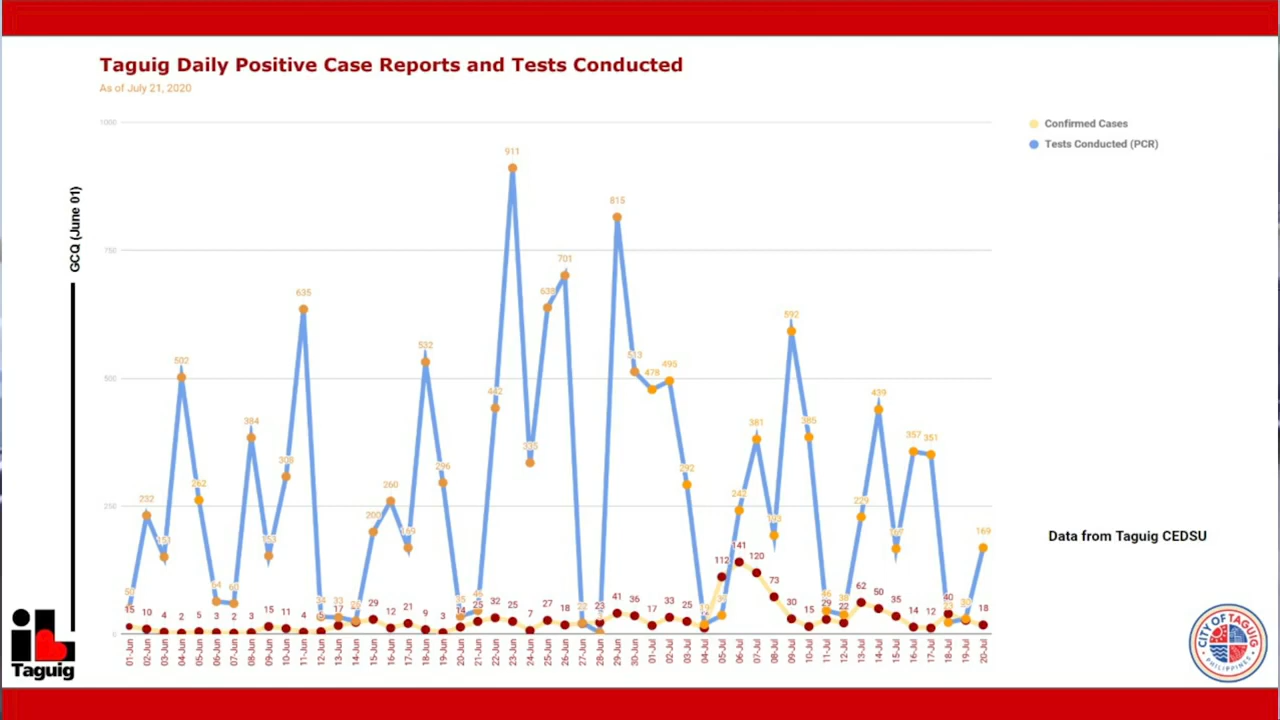 Taguig Daily Positive Case Reports and Tests Conducted
As of July 21, 2020
Confirmed Cases
Tests Conducted (PCR)
GCQ (June 01)
1000
750
500
250
0
232
502
262
384
635
260
532
296
911
701
815
478
495
292
242
381
592
385
439
229
357
351
169
15
10
4
2
5
3
2
3
15
11
4
17
29
12
21
9
3
14
25
32
25
7
27
18
23
41
36
17
33
25
112
141
120
73
30
15
29
22
62
50
35
14
12
40
18
01-Jun
02-Jun
03-Jun
04-Jun
05-Jun
06-Jun
07-Jun
08-Jun
09-Jun
10-Jun
11-Jun
12-Jun
13-Jun
14-Jun
15-Jun
16-Jun
17-Jun
18-Jun
19-Jun
20-Jun
21-Jun
22-Jun
23-Jun
24-Jun
25-Jun
26-Jun
27-Jun
28-Jun
29-Jun
30-Jun
01-Jul
02-Jul
03-Jul
04-Jul
05-Jul
06-Jul
07-Jul
08-Jul
09-Jul
10-Jul
11-Jul
12-Jul
13-Jul
14-Jul
15-Jul
16-Jul
17-Jul
18-Jul
19-Jul
20-Jul
Data from Taguig CEDSU
iL
Taguig
CITY OF TAGUIG
PHILIPPINES